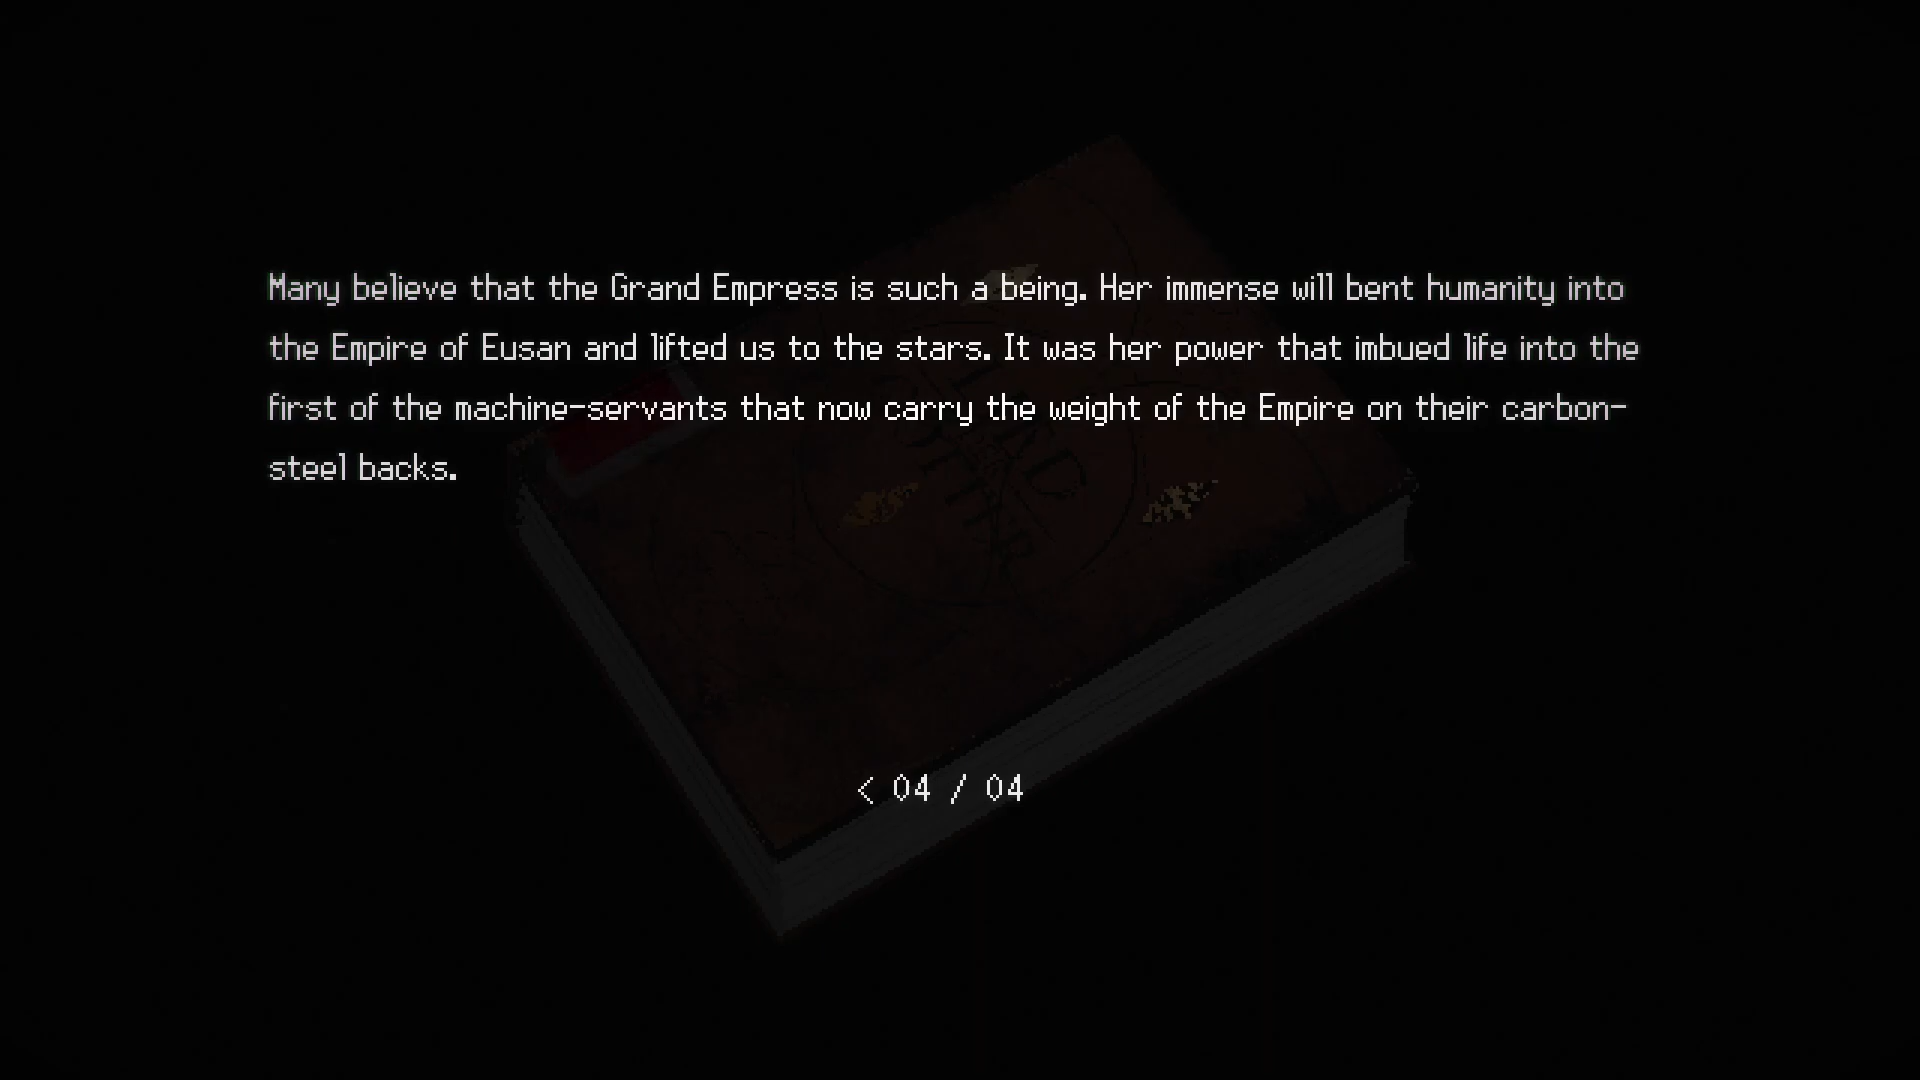 Many believe that the Grand Empress is such a being. Her immense will bent humanity into
the Empire of Eusan and lifted us to the stars. It was her power that imbued life into the
first of the machine-servants that now carry the weight of the Empire on their carbon-
steel backs.
< 04 / 04